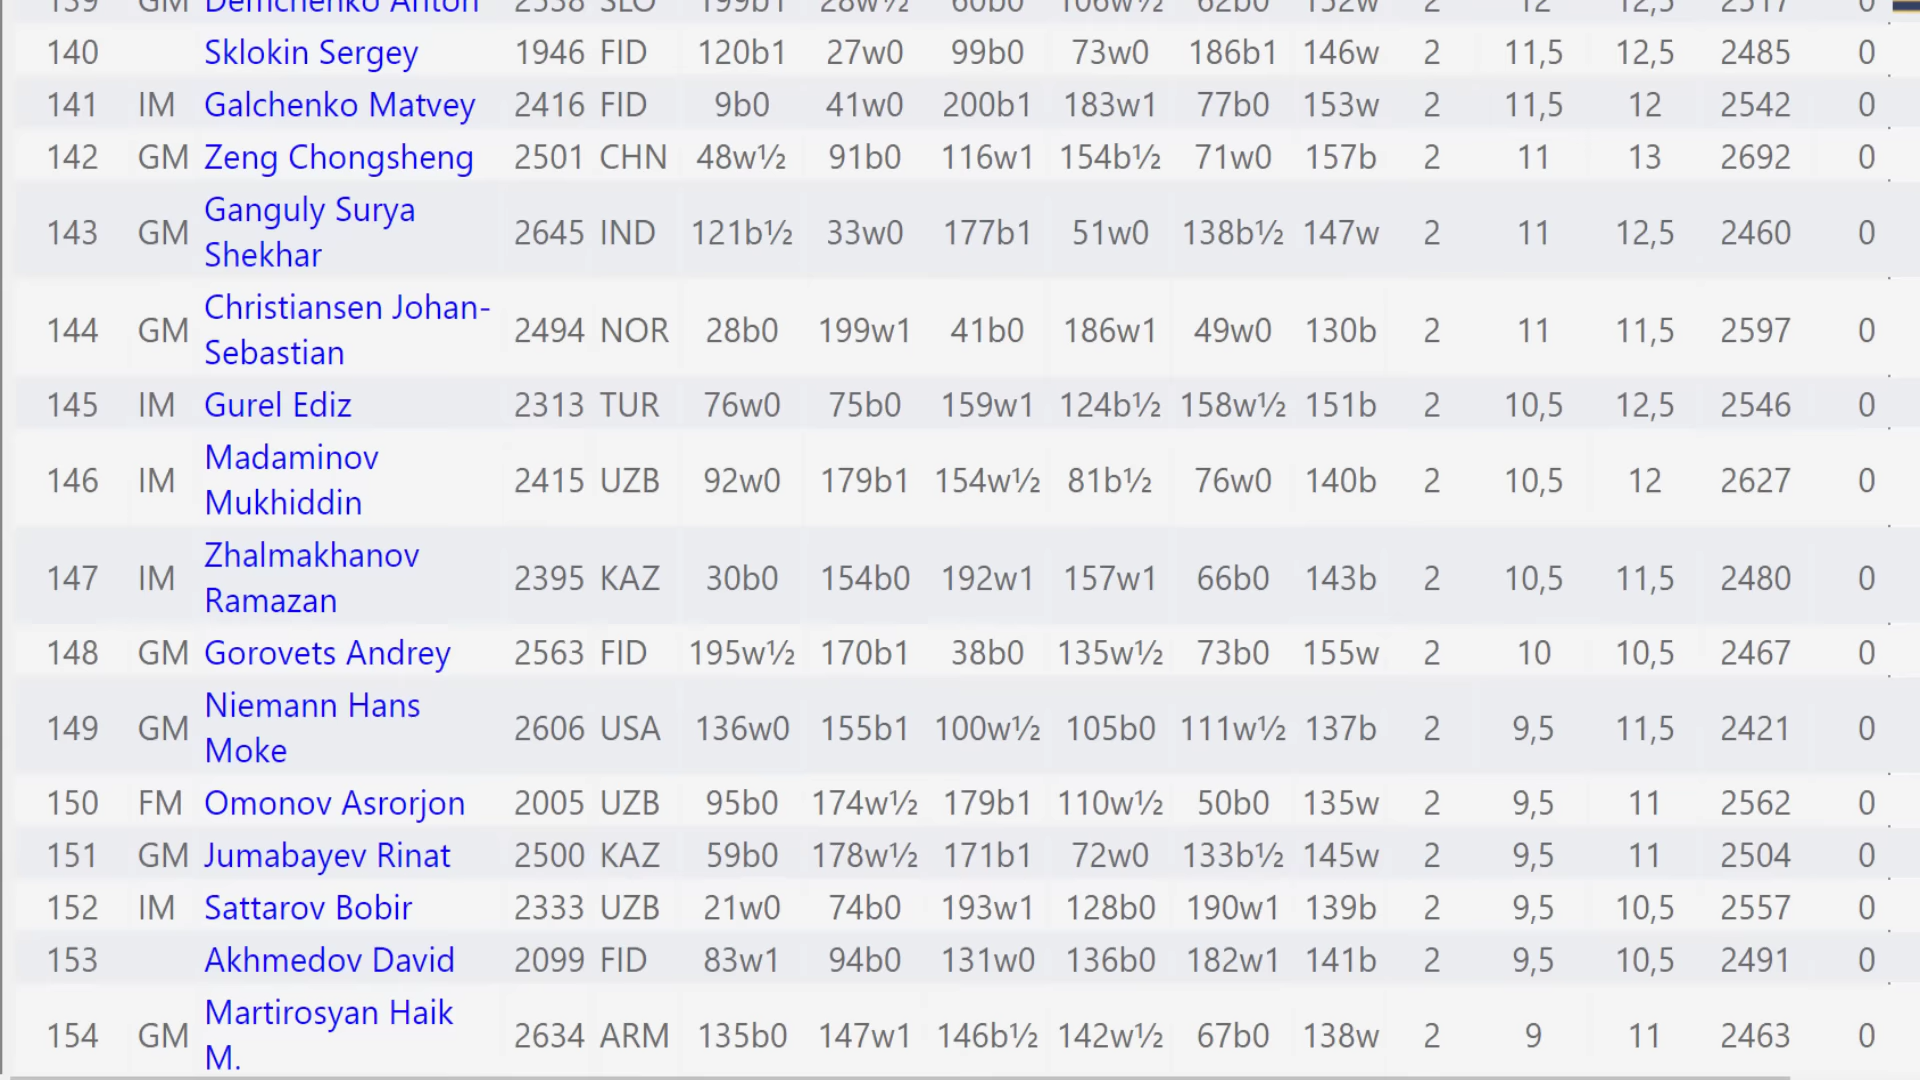 139 GM Demchenko Anton 2538 SLO 199b1 28w½ 60b0 106w½ 62b0 152w 2 12 12,5 2517 0
140 Sklokin Sergey 1946 FID 120b1 27w0 99b0 73w0 186b1 146w 2 11,5 12,5 2485 0
141 IM Galchenko Matvey 2416 FID 9b0 41w0 200b1 183w1 77b0 153w 2 11,5 12 2542 0
142 GM Zeng Chongsheng 2501 CHN 48w½ 91b0 116w1 154b½ 71w0 157b 2 11 13 2692 0
Ganguly Surya
143 GM 2645 IND 121b½ 33w0 177b1 51w0 138b½ 147w 2 11 12,5 2460 0
Shekhar
Christiansen Johan-
144 GM 2494 NOR 28b0 199w1 41b0 186w1 49w0 130b 2 11 11,5 2597 0
Sebastian
145 IM Gurel Ediz 2313 TUR 76w0 75b0 159w1 124b½ 158w½ 151b 2 10,5 12,5 2546 0
Madaminov
146 IM 2415 UZB 92w0 179b1 154w½ 81b½ 76w0 140b 2 10,5 12 2627 0
Mukhiddin
Zhalmakhanov
147 IM 2395 KAZ 30b0 154b0 192w1 157w1 66b0 143b 2 10,5 11,5 2480 0
Ramazan
148 GM Gorovets Andrey 2563 FID 195w½ 170b1 38b0 135w½ 73b0 155w 2 10 10,5 2467 0
Niemann Hans
149 GM 2606 USA 136w0 155b1 100w½ 105b0 111w½ 137b 2 9,5 11,5 2421 0
Moke
150 FM Omonov Asrorjon 2005 UZB 95b0 174w½ 179b1 110w½ 50b0 135w 2 9,5 11 2562 0
151 GM Jumabayev Rinat 2500 KAZ 59b0 178w½ 171b1 72w0 133b½ 145w 2 9,5 11 2504 0
152 IM Sattarov Bobir 2333 UZB 21w0 74b0 193w1 128b0 190w1 139b 2 9,5 10,5 2557 0
153 Akhmedov David 2099 FID 83w1 94b0 131w0 136b0 182w1 141b 2 9,5 10,5 2491 0
Martirosyan Haik
154 GM 2634 ARM 135b0 147w1 146b½ 142w½ 67b0 138w 2 9 11 2463 0
M.